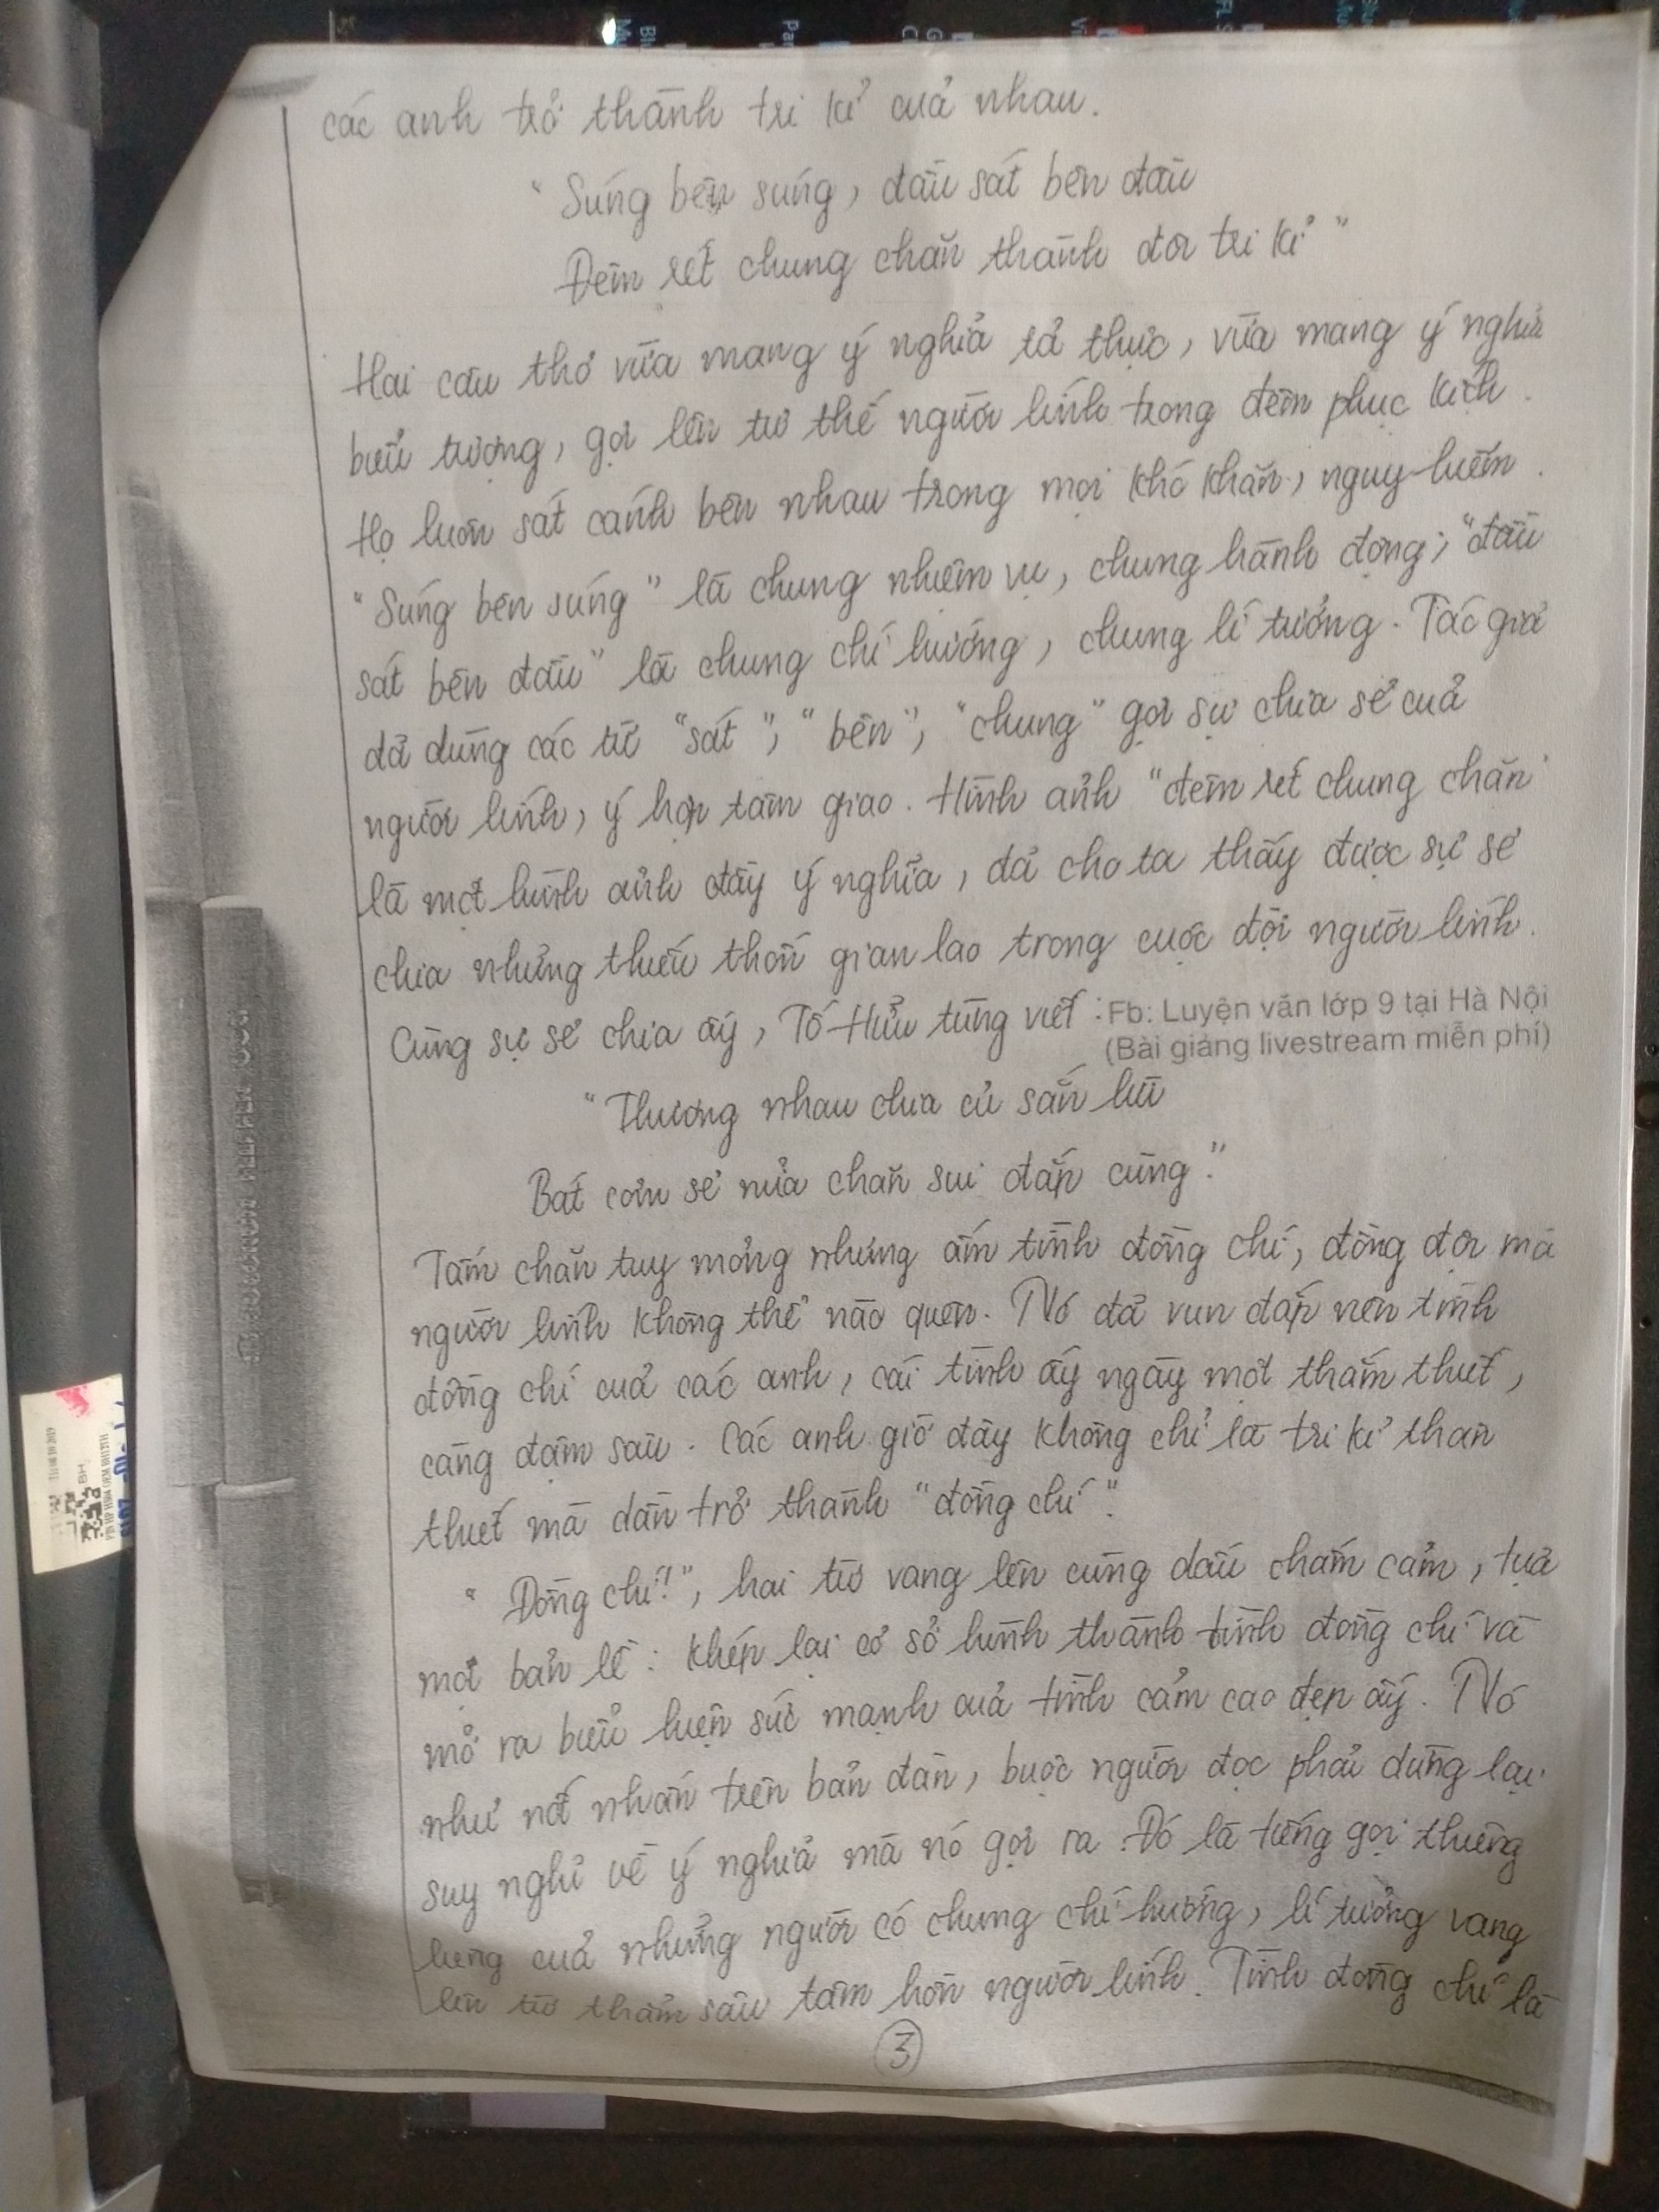 các anh trở thành tri kỉ của nhau.
"Súng bên súng, đầu sát bên đầu
Đêm rét chung chăn thành đôi tri kỉ"
Hai câu thơ vừa mang ý nghĩa tả thực, vừa mang ý nghĩa
biểu tượng, gợi lên tư thế người lính trong đêm phục kích.
Họ luôn sát cánh bên nhau trong mọi khó khăn, nguy hiểm.
"Súng bên súng" là chung nhiệm vụ, chung hành động; "đầu
sát bên đầu" là chung chí hướng, chung lí tưởng. Tác giả
đã dùng các từ "sát", "bên", "chung" gợi sự chia sẻ của
người lính, ý hợp tâm giao. Hình ảnh "đêm rét chung chăn"
là một hình ảnh đầy ý nghĩa, đã cho ta thấy được sự sẻ
chia những thiếu thốn gian lao trong cuộc đời người lính.
Cùng sự sẻ chia ấy, Tố Hữu từng viết:
Fb: Luyện văn lớp 9 tại Hà Nội
(Bài giảng livestream miễn phí)
"Thương nhau chia củ sắn lùi
Bát cơm sẻ nửa chăn sui đắp cùng."
Tấm chăn tuy mỏng nhưng ấm tình đồng chí, đồng đội mà
người lính không thể nào quên. Nó đã vun đắp nên tình
đồng chí của các anh, cái tình ấy ngày một thắm thiết,
càng đậm sâu. Các anh giờ đây không chỉ là tri kỉ thân
thiết mà dần trở thành "đồng chí".
"Đồng chí!", hai từ vang lên cùng dấu chấm cảm, tựa
một bản lề: khép lại cơ sở hình thành tình đồng chí và
mở ra biểu hiện sức mạnh của tình cảm cao đẹp ấy. Nó
như nốt nhấn trên bản đàn, buộc người đọc phải dừng lại
suy nghĩ về ý nghĩa mà nó gợi ra. Đó là tiếng gọi thiêng
liêng của những người có chung chí hướng, lí tưởng vang
lên từ thẳm sâu tâm hồn người lính. Tình đồng chí là
3